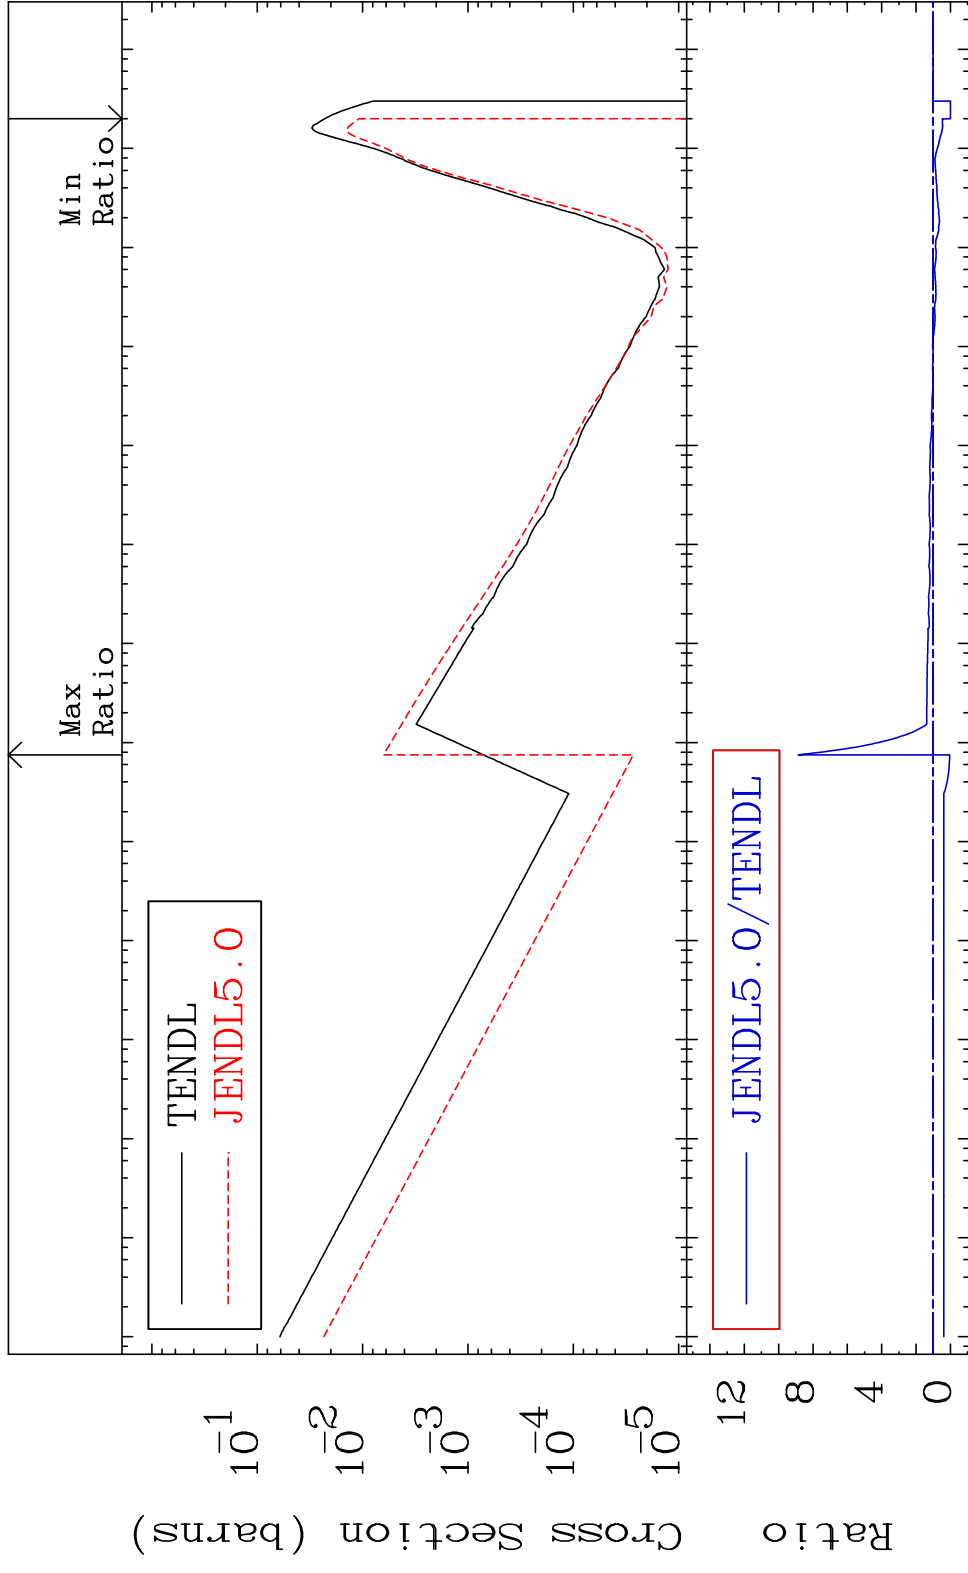 Max
Ratio
Min
Ratio
TENDL
JENDL5.0
10-1
10-2
10-3
10-4
10-5
Cross Section (barns)
JENDL5.0/TENDL
12
8
4
0
Ratio